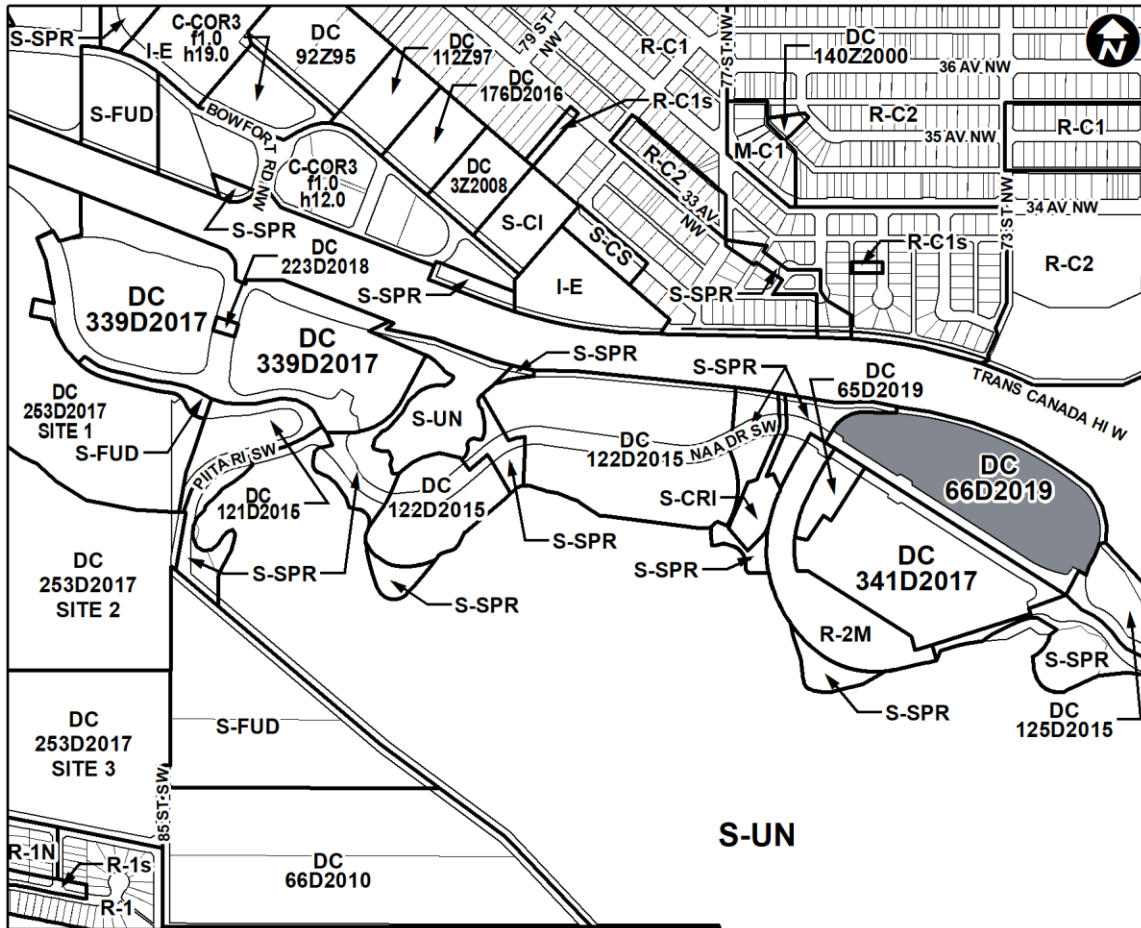 S-SPR
C-COR3
f1.0
h19.0
I-E
DC
92Z95
DC
112Z97
79 ST
NW
R-C1
77 ST NW
DC
140Z2000
36 AV NW
N
S-FUD
BOWFORT RD NW
DC
176D2016
R-C1s
R-C2
35 AV NW
R-C1
M-C1
C-COR3
f1.0
h12.0
DC
3Z2008
R-C2
33 AV
NW
34 AV NW
S-SPR
S-CI
S-CS
73 ST NW
R-C1s
R-C2
DC
223D2018
S-SPR
I-E
S-SPR
DC
339D2017
DC
339D2017
S-SPR
S-SPR
TRANS CANADA HI W
DC
65D2019
DC
253D2017
SITE 1
S-UN
S-FUD
DC
122D2015
NA'A DR SW
DC
66D2019
PIITA RI SW
DC
121D2015
DC
122D2015
S-CRI
S-SPR
S-SPR
S-SPR
DC
341D2017
DC
253D2017
SITE 2
S-SPR
R-2M
S-SPR
S-SPR
DC
125D2015
DC
253D2017
SITE 3
S-FUD
85 ST SW
S-UN
R-1N
R-1s
R-1
DC
66D2010